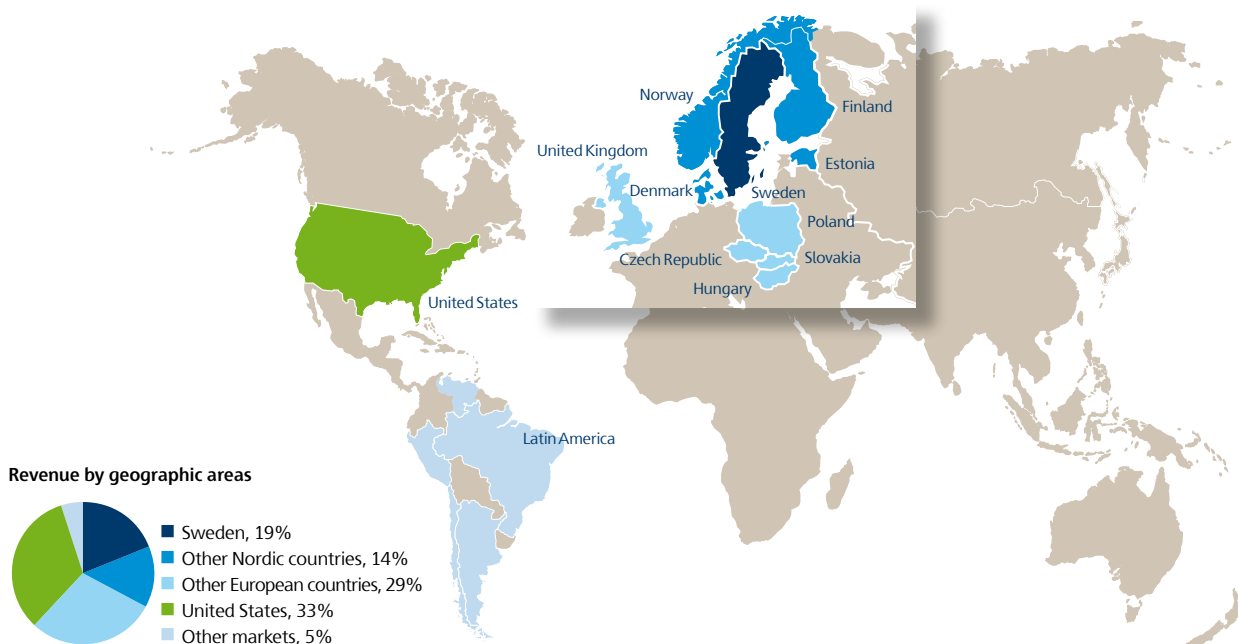 Norway
Finland
United Kingdom
Estonia
Denmark
Sweden
Poland
Czech Republic
Slovakia
Hungary
United States
Latin America
Revenue by geographic areas
Sweden, 19%
Other Nordic countries, 14%
Other European countries, 29%
United States, 33%
Other markets, 5%